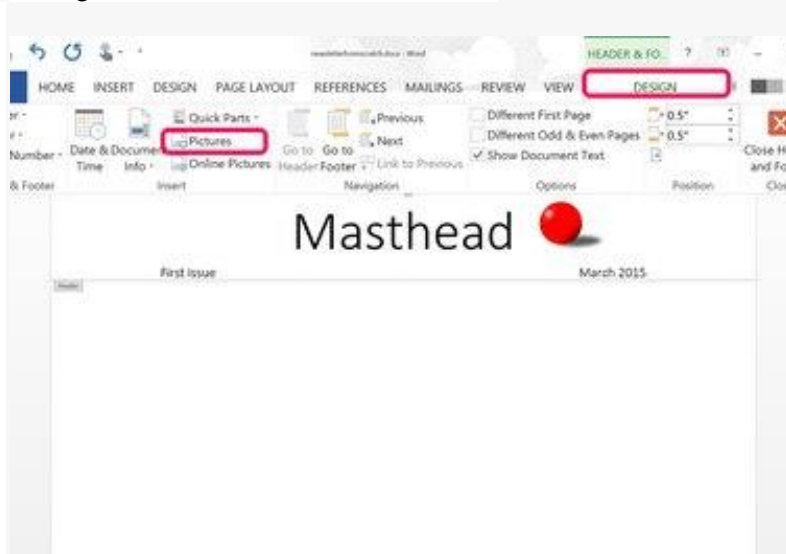 HEADER & FO... ?
HOME INSERT DESIGN PAGE LAYOUT REFERENCES MAILINGS REVIEW VIEW DESIGN
Quick Parts
Previous
Different First Page
0.5"
Pictures
Next
Different Odd & Even Pages
0.5"
Number
Date & Time
Document Info
Online Pictures
Go to Header
Go to Footer
Link to Previous
Show Document Text
Close H
and Fo
& Footer
Insert
Navigation
Options
Position
Clo
Masthead
First Issue
March 2015
Header